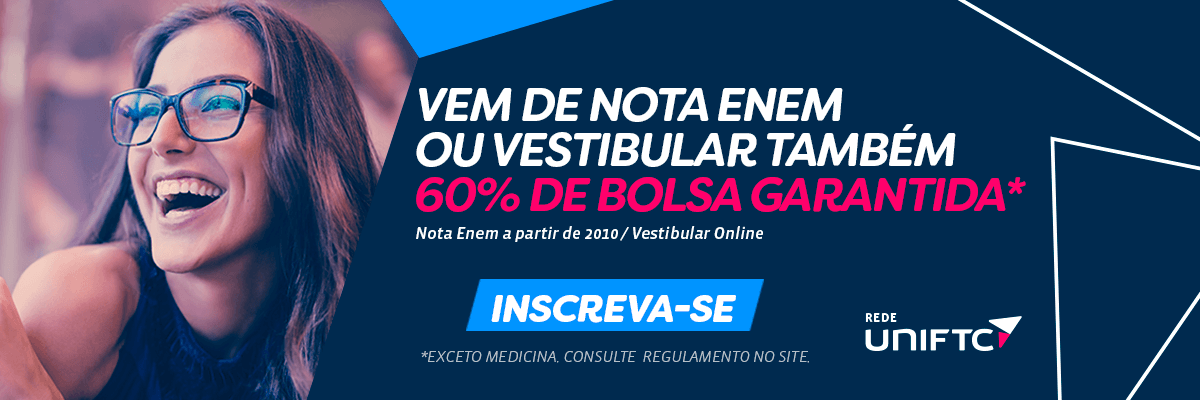 VEM DE NOTA ENEM
OU VESTIBULAR TAMBÉM
60% DE BOLSA GARANTIDA*
Nota Enem a partir de 2010 / Vestibular Online
INSCREVA-SE
*EXCETO MEDICINA. CONSULTE REGULAMENTO NO SITE.
REDE
UNIFTC